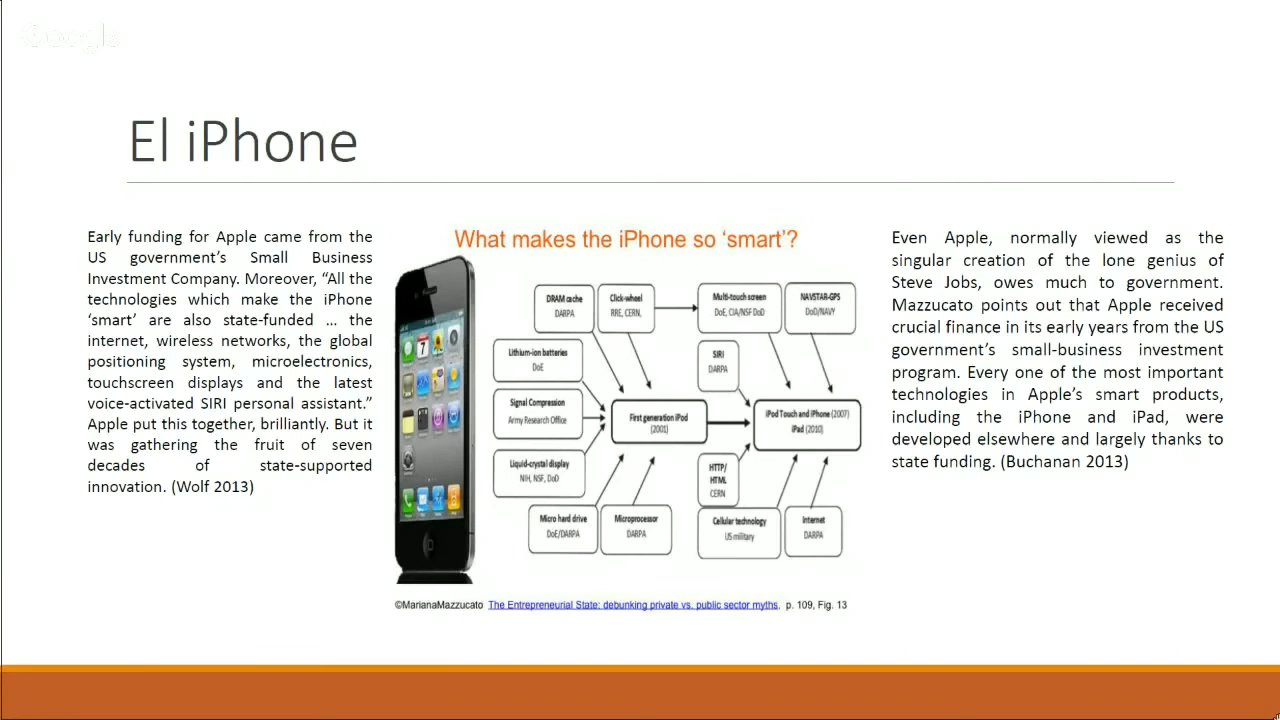 Google
El iPhone
Early funding for Apple came from the
US government's Small Business
Investment Company. Moreover, “All the
technologies which make the iPhone
‘smart’ are also state-funded … the
internet, wireless networks, the global
positioning system, microelectronics,
touchscreen displays and the latest
voice-activated SIRI personal assistant.”
Apple put this together, brilliantly. But it
was gathering the fruit of seven
decades of state-supported
innovation. (Wolf 2013)
What makes the iPhone so ‘smart’?
DRAM cache
DARPA
Click-wheel
RRE, CERN,
Multi-touch screen
DoE, CIA/NSF DoD
NAVSTAR-GPS
DoD/NAVY
Lithium-ion batteries
DoE
SIRI
DARPA
Signal Compression
Army Research Office
First generation iPod
(2001)
iPod Touch and iPhone (2007)
iPad (2010)
Liquid-crystal display
NIH, NSF, DoD
HTTP/
HTML
CERN
Micro hard drive
DoE/DARPA
Microprocessor
DARPA
Cellular technology
US military
Internet
DARPA
©MarianaMazzucato The Entrepreneurial State: debunking private vs. public sector myths, p. 109, Fig. 13
Even Apple, normally viewed as the
singular creation of the lone genius of
Steve Jobs, owes much to government.
Mazzucato points out that Apple received
crucial finance in its early years from the US
government’s small-business investment
program. Every one of the most important
technologies in Apple’s smart products,
including the iPhone and iPad, were
developed elsewhere and largely thanks to
state funding. (Buchanan 2013)